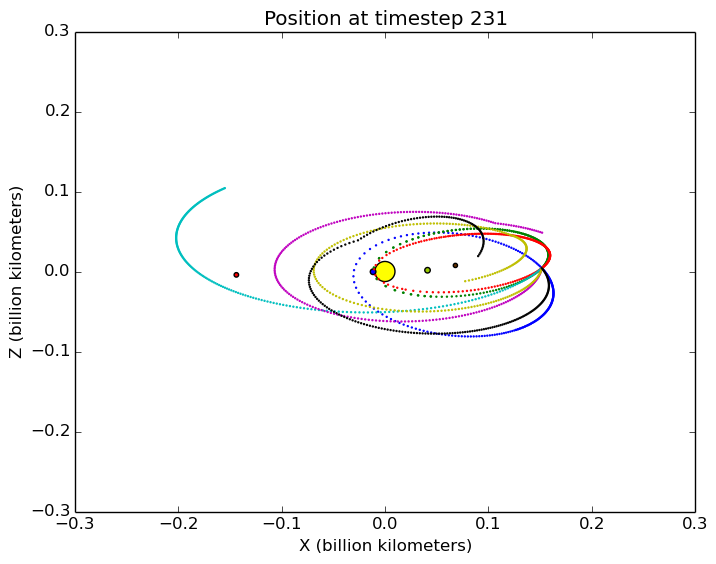 Position at timestep 231
0.3
0.2
0.1
0.0
−0.1
−0.2
−0.3
Z (billion kilometers)
−0.3 −0.2 −0.1 0.0 0.1 0.2 0.3
X (billion kilometers)